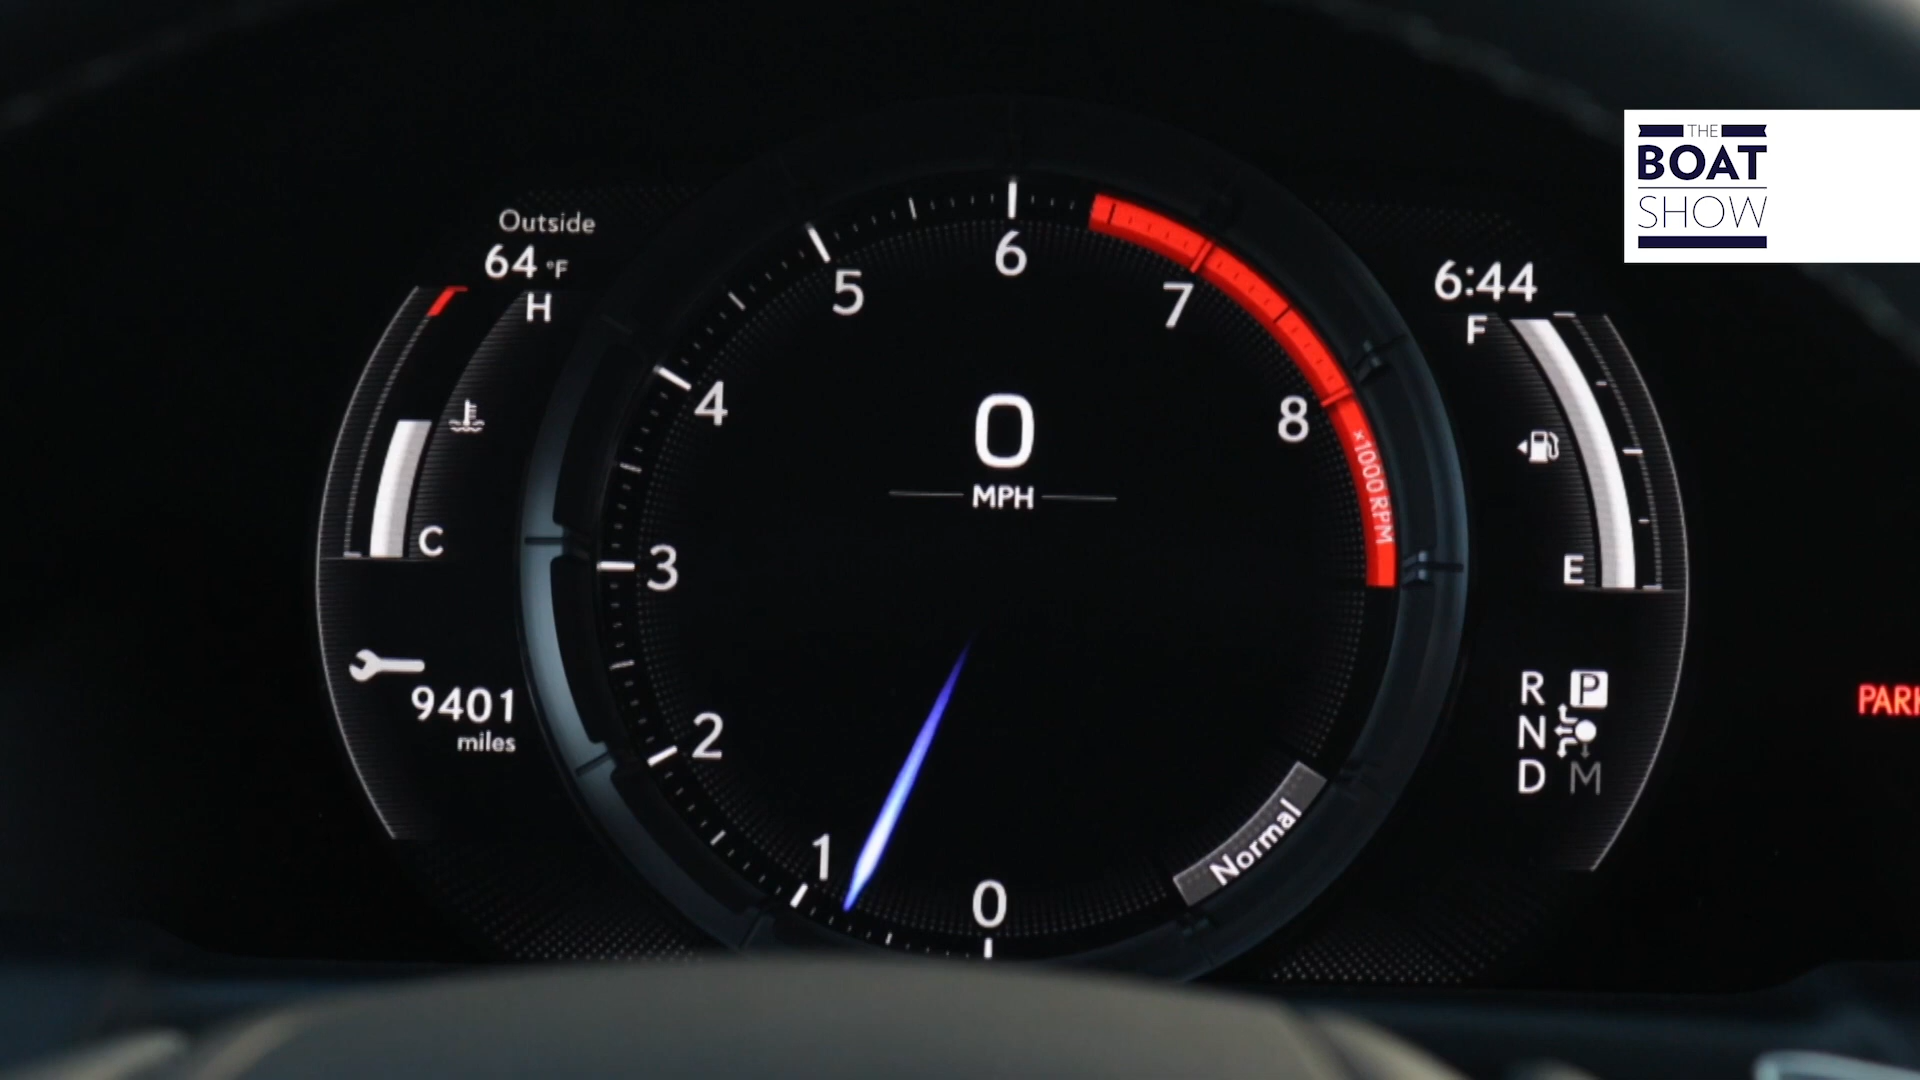 THE
BOAT
SHOW
Outside
64 °F
H
C
6:44
F
E
6
5
7
4
8
3
2
1
0
×1000 RPM
0
MPH
9401
miles
R P
N
D M
Normal